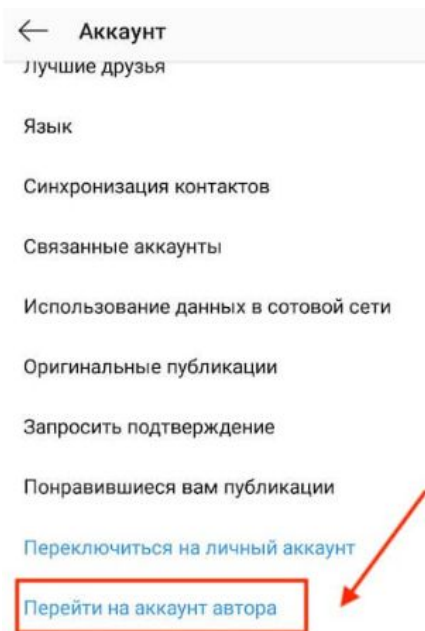 Аккаунт
Лучшие друзья
Язык
Синхронизация контактов
Связанные аккаунты
Использование данных в сотовой сети
Оригинальные публикации
Запросить подтверждение
Понравившиеся вам публикации
Переключиться на личный аккаунт
Перейти на аккаунт автора